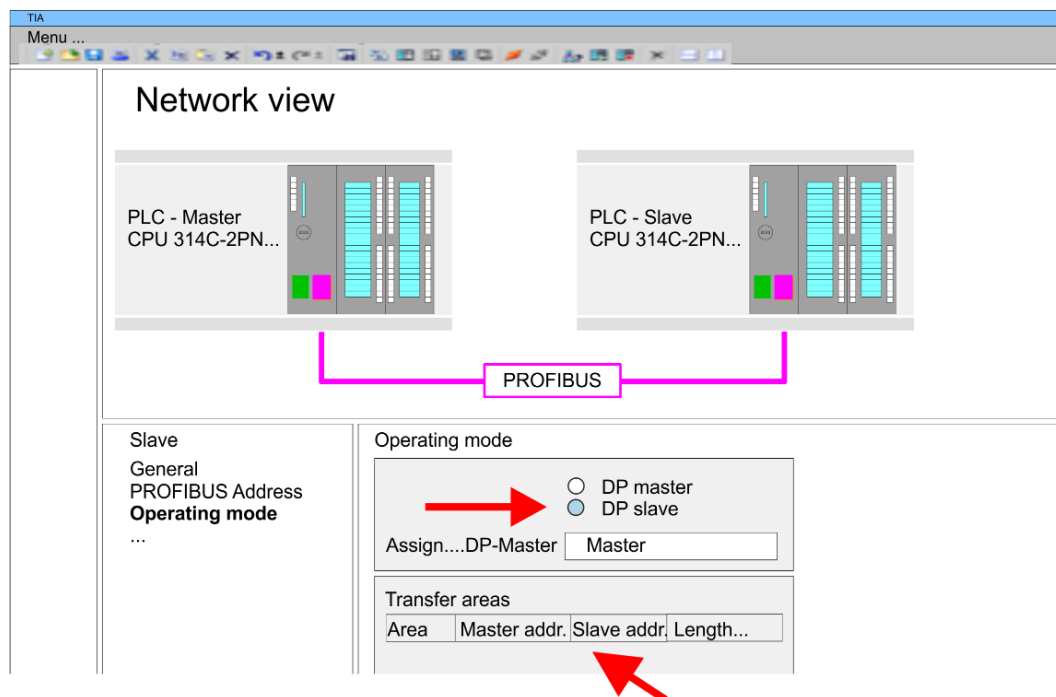 TIA
Menu ...
Network view
PLC - Master
CPU 314C-2PN...
PLC - Slave
CPU 314C-2PN...
PROFIBUS
Slave
General
PROFIBUS Address
Operating mode
...
Operating mode
DP master
DP slave
Assign....DP-Master Master
Transfer areas
Area Master addr. Slave addr. Length...